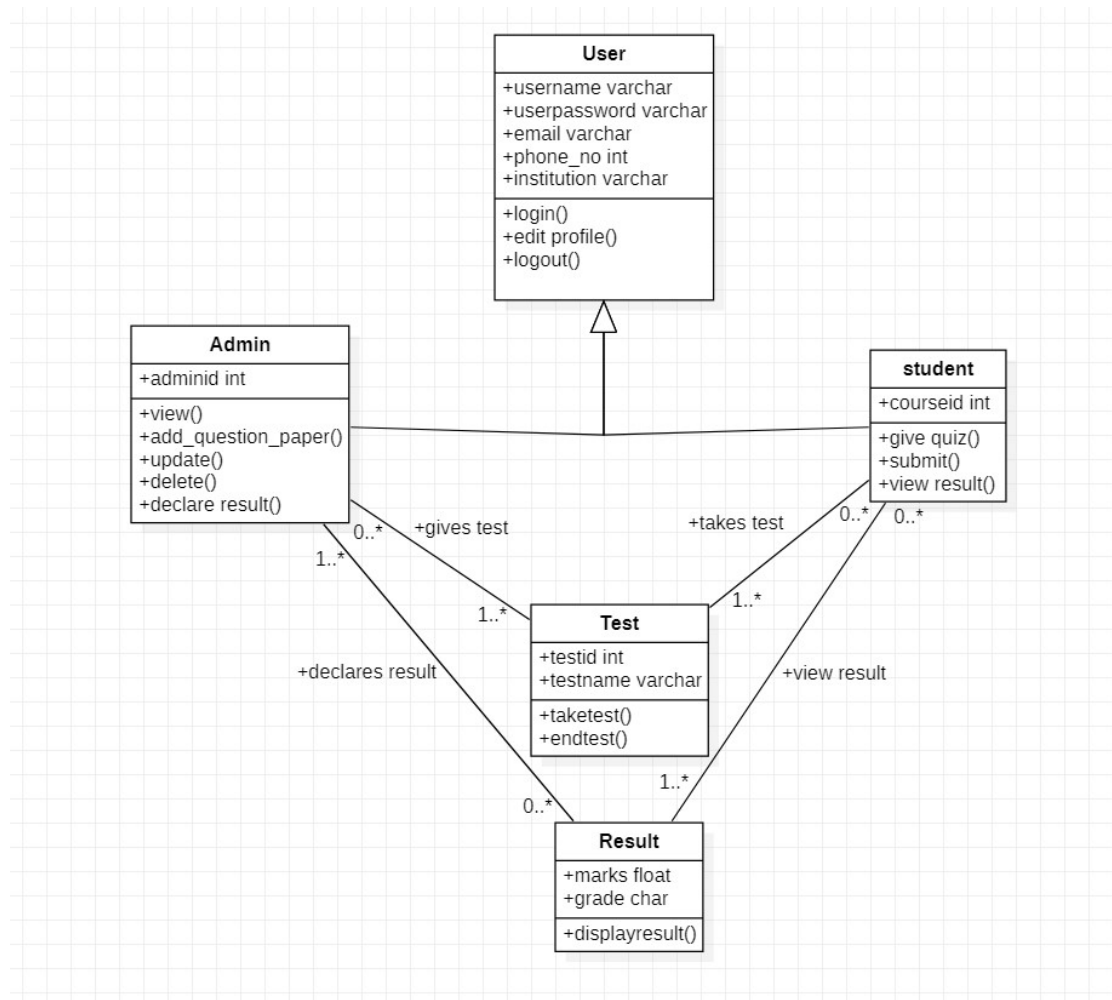 User
+username varchar
+userpassword varchar
+email varchar
+phone_no int
+institution varchar
+login()
+edit profile()
+logout()
Admin
+adminid int
+view()
+add_question_paper()
+update()
+delete()
+declare result()
student
+courseid int
+give quiz()
+submit()
+view result()
0..*
+gives test
1..*
+takes test
0..*
0..*
1..*
1..*
Test
+testid int
+testname varchar
+taketest()
+endtest()
+declares result
+view result
1..*
0..*
Result
+marks float
+grade char
+displayresult()